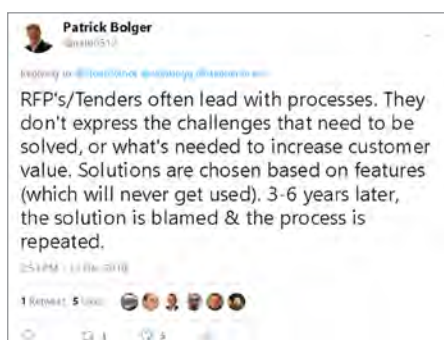 Patrick Bolger
RFP's/Tenders often lead with processes. They
don't express the challenges that need to be
solved, or what's needed to increase customer
value. Solutions are chosen based on features
(which will never get used). 3-6 years later,
the solution is blamed & the process is
repeated.
1 Retweet 5 Likes
1 5